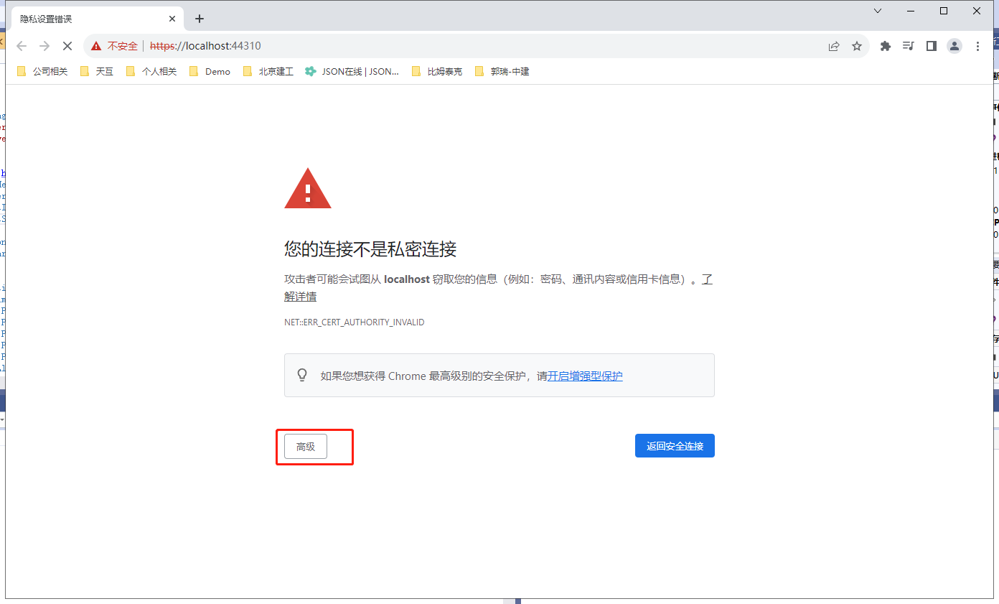 隐私设置错误
不安全 https://localhost:44310
公司相关 天互 个人相关 Demo 北京建工 JSON在线 | JSON... 比姆泰克 郭瑞-中建
您的连接不是私密连接
攻击者可能会试图从 localhost 窃取您的信息（例如：密码、通讯内容或信用卡信息）。了
解详情
NET::ERR_CERT_AUTHORITY_INVALID
如果您想获得 Chrome 最高级别的安全保护，请开启增强型保护
高级
返回安全连接